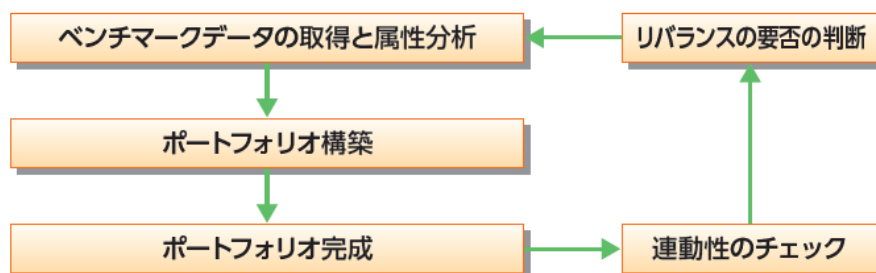 ベンチマークデータの取得と属性分析
リバランスの要否の判断
ポートフォリオ構築
ポートフォリオ完成
連動性のチェック